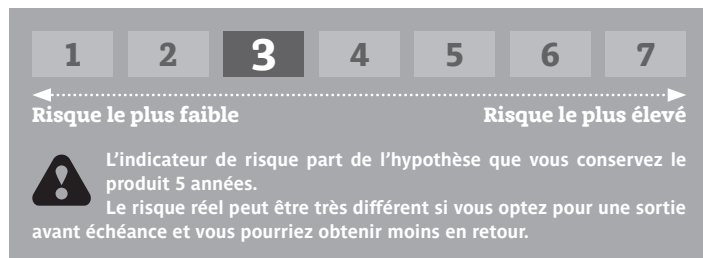 1 2 3 4 5 6 7
Risque le plus faible Risque le plus élevé
L'indicateur de risque part de l'hypothèse que vous conservez le
produit 5 années.
Le risque réel peut être très différent si vous optez pour une sortie
avant échéance et vous pourriez obtenir moins en retour.